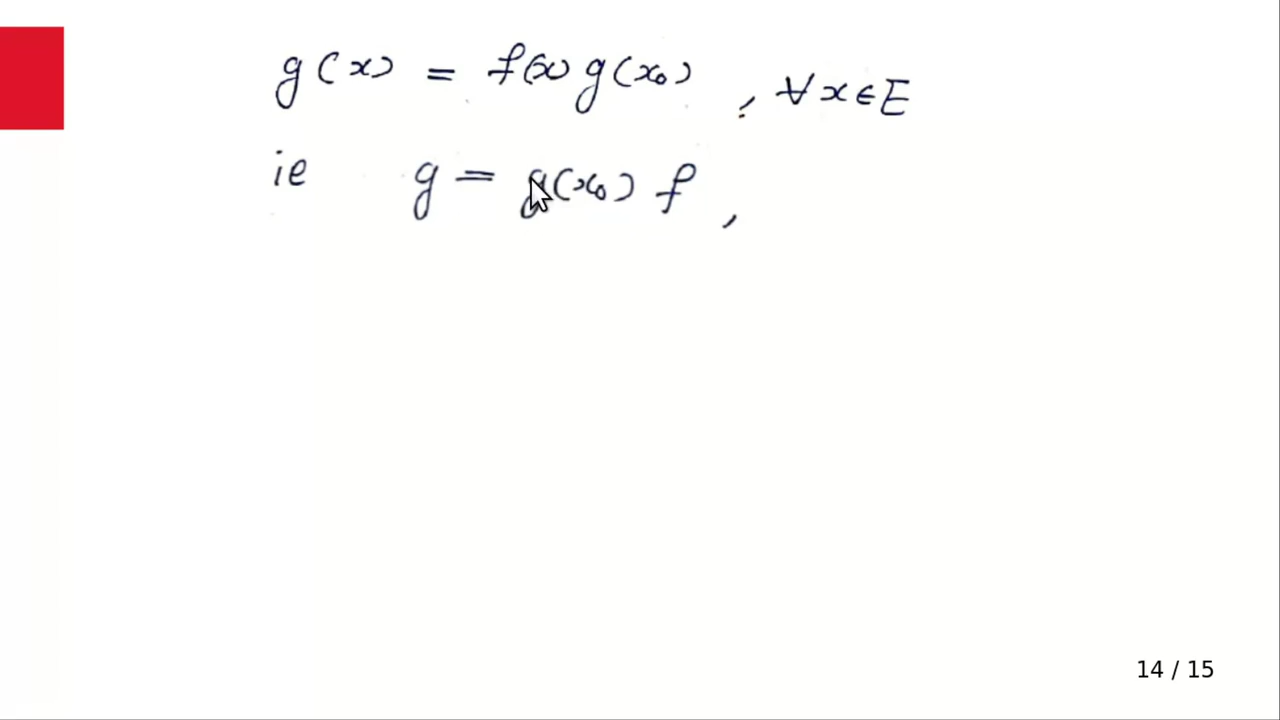 g(x) = f(x) g(x₀) , ∀ x ∈ E
ie g = g(x₀) f ,
14 / 15